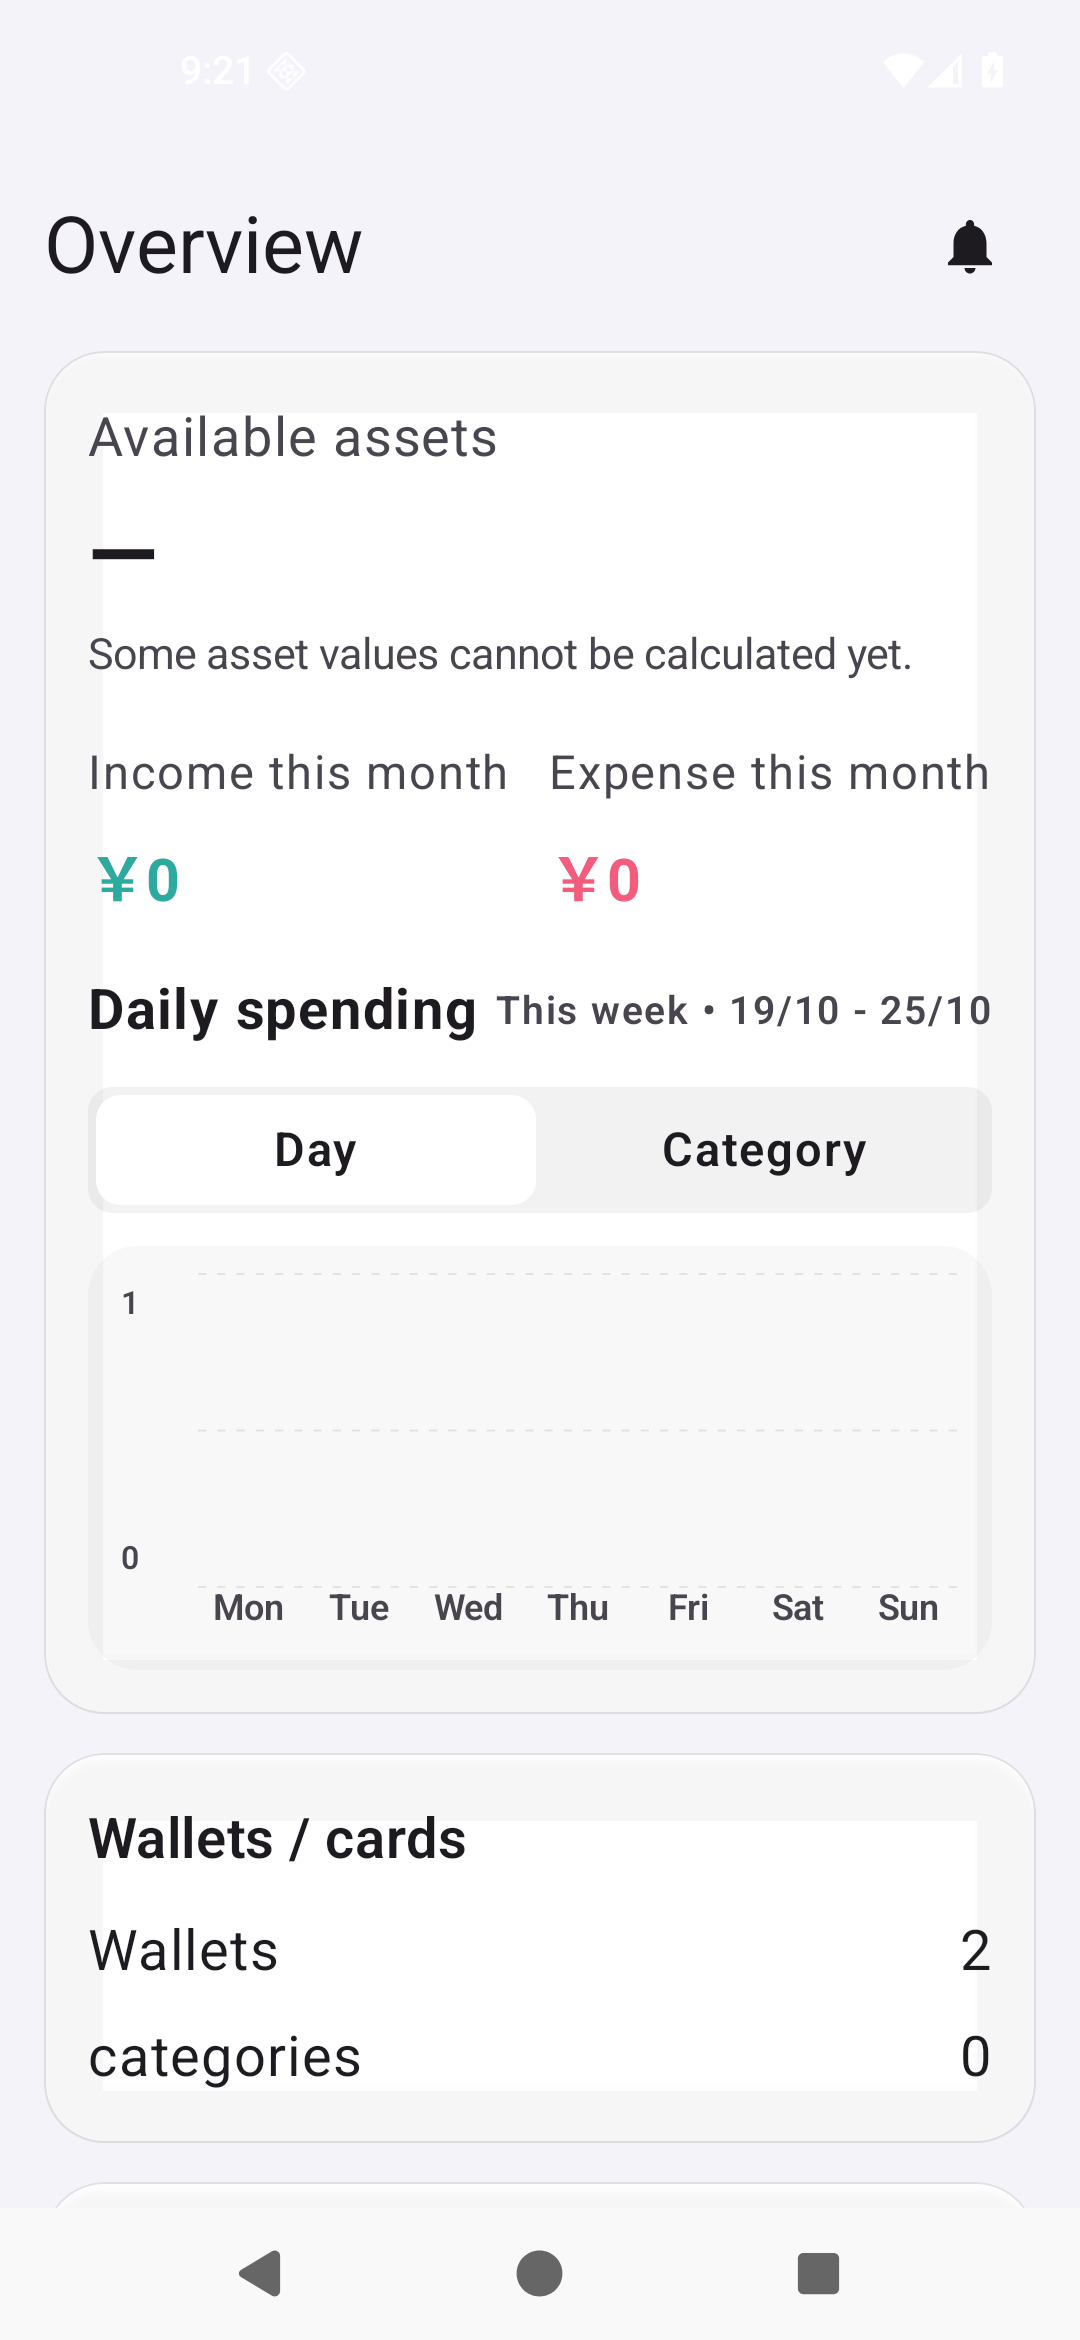 9:21
Overview
Available assets
—
Some asset values cannot be calculated yet.
Income this month Expense this month
¥0 ¥0
Daily spending This week • 19/10 - 25/10
Day Category
1
0
Mon Tue Wed Thu Fri Sat Sun
Wallets / cards
Wallets 2
categories 0